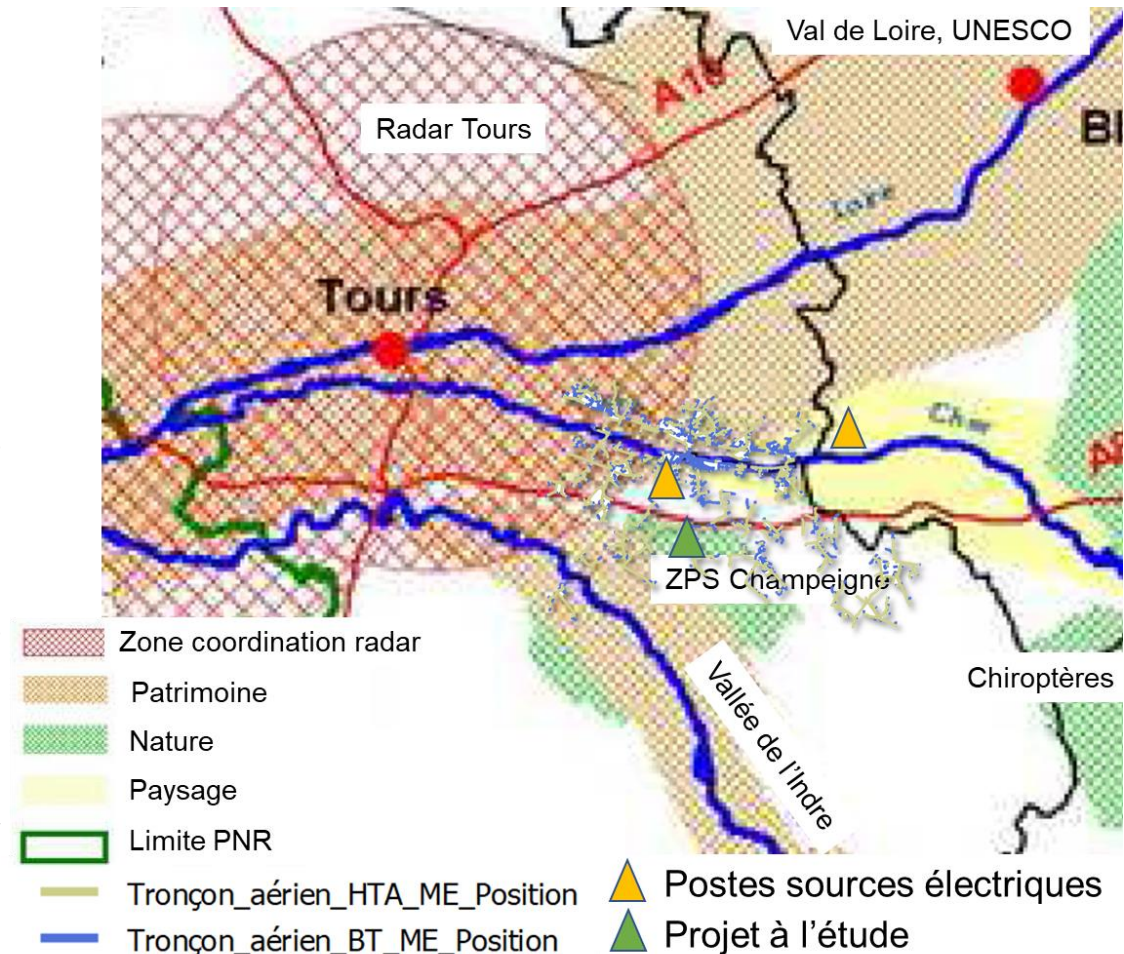 Val de Loire, UNESCO
A10
Radar Tours
Bl
Loire
Tours
Cher
ZPS Champeigne
Zone coordination radar
Patrimoine
Nature
Paysage
Limite PNR
Tronçon_aérien_HTA_ME_Position
Tronçon_aérien_BT_ME_Position
Chiroptères
Vallée de l'Indre
Postes sources électriques
Projet à l'étude